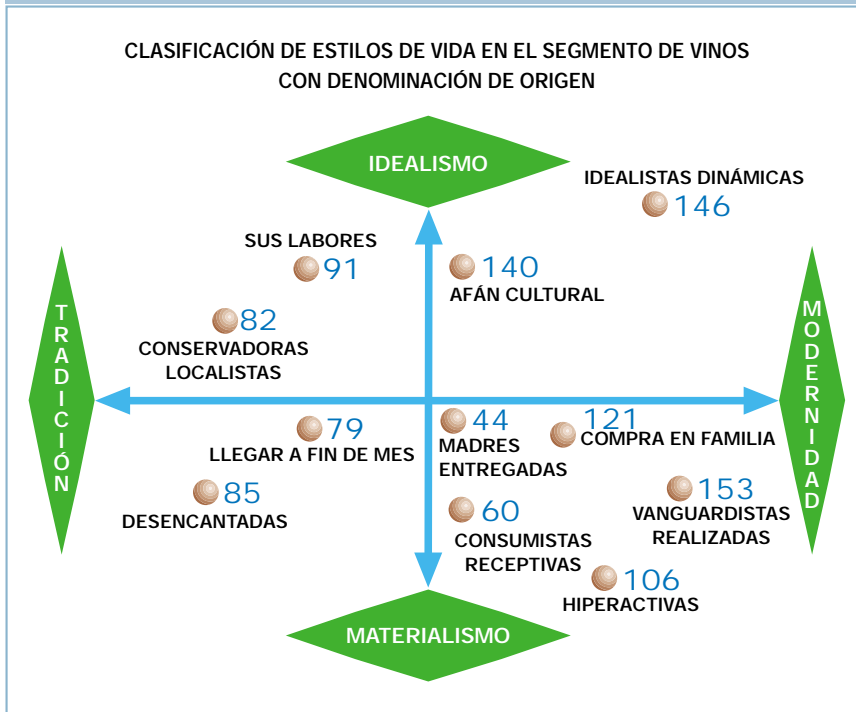 CLASIFICACIÓN DE ESTILOS DE VIDA EN EL SEGMENTO DE VINOS
CON DENOMINACIÓN DE ORIGEN
IDEALISMO
IDEALISTAS DINÁMICAS
146
SUS LABORES
91
140
AFÁN CULTURAL
TRADICIÓN
82
CONSERVADORAS
LOCALISTAS
MODERNIDAD
79
LLEGAR A FIN DE MES
44
MADRES
ENTREGADAS
121
COMPRA EN FAMILIA
85
DESENCANTADAS
60
CONSUMISTAS
RECEPTIVAS
153
VANGUARDISTAS
REALIZADAS
106
HIPERACTIVAS
MATERIALISMO